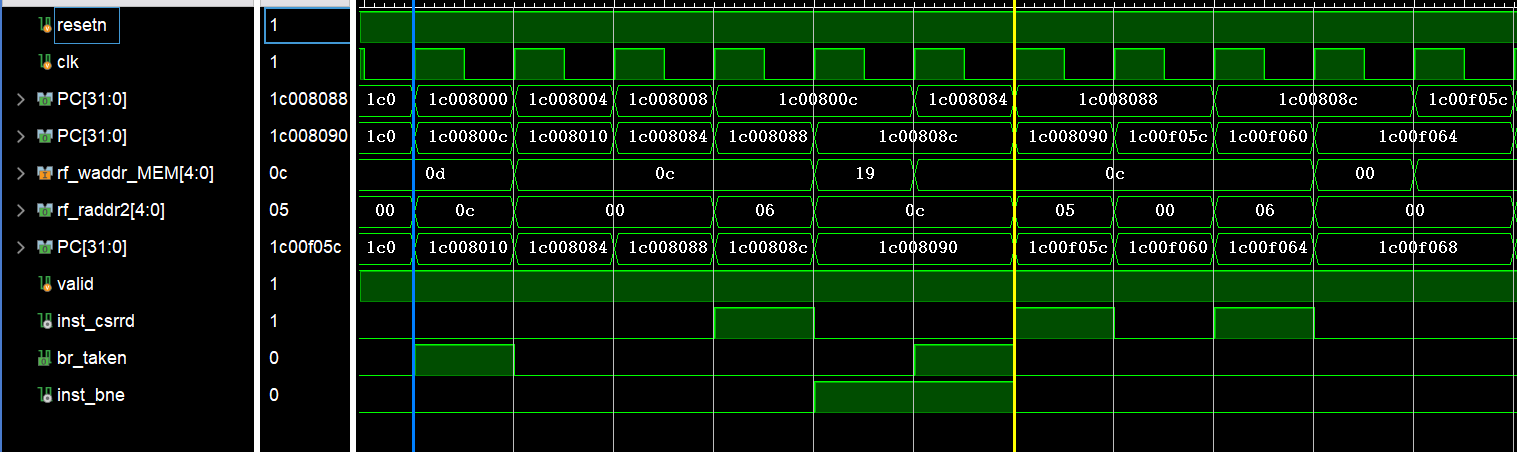 resetn 1
clk 1
PC[31:0] 1c008088 1c0 1c008000 1c008004 1c008008 1c00800c 1c008084 1c008088 1c00808c 1c00f05c
PC[31:0] 1c008090 1c0 1c00800c 1c008010 1c008084 1c008088 1c00808c 1c008090 1c00f05c 1c00f060 1c00f064
rf_waddr_MEM[4:0] 0c 0d 0c 19 0c 00
rf_raddr2[4:0] 05 00 0c 00 06 0c 05 00 06 00
PC[31:0] 1c00f05c 1c0 1c008010 1c008084 1c008088 1c00808c 1c008090 1c00f05c 1c00f060 1c00f064 1c00f068
valid 1
inst_csrrd 1
br_taken 0
inst_bne 0